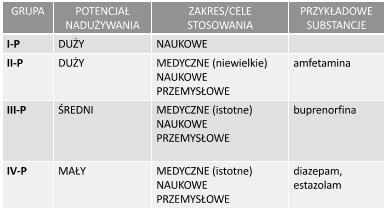 GRUPA POTENCJAŁ NADUŻYWANIA ZAKRES/CELE STOSOWANIA PRZYKŁADOWE SUBSTANCJE
I-P DUŻY NAUKOWE
II-P DUŻY MEDYCZNE (niewielkie) amfetamina
NAUKOWE
PRZEMYSŁOWE
III-P ŚREDNI MEDYCZNE (istotne) buprenorfina
NAUKOWE
PRZEMYSŁOWE
IV-P MAŁY MEDYCZNE (istotne) diazepam,
NAUKOWE estazolam
PRZEMYSŁOWE